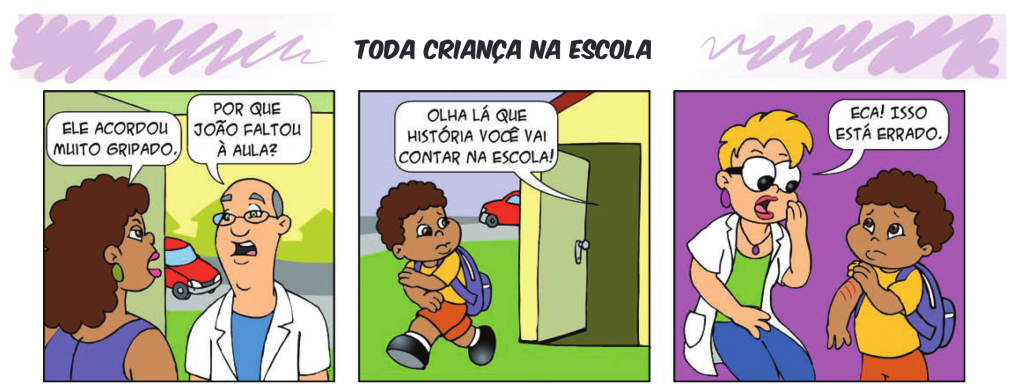 TODA CRIANÇA NA ESCOLA
ELE ACORDOU
MUITO GRIPADO.
POR QUE
JOÃO FALTOU
À AULA?
OLHA LÁ QUE
HISTÓRIA VOCÊ VAI
CONTAR NA ESCOLA!
ECA! ISSO
ESTÁ ERRADO.